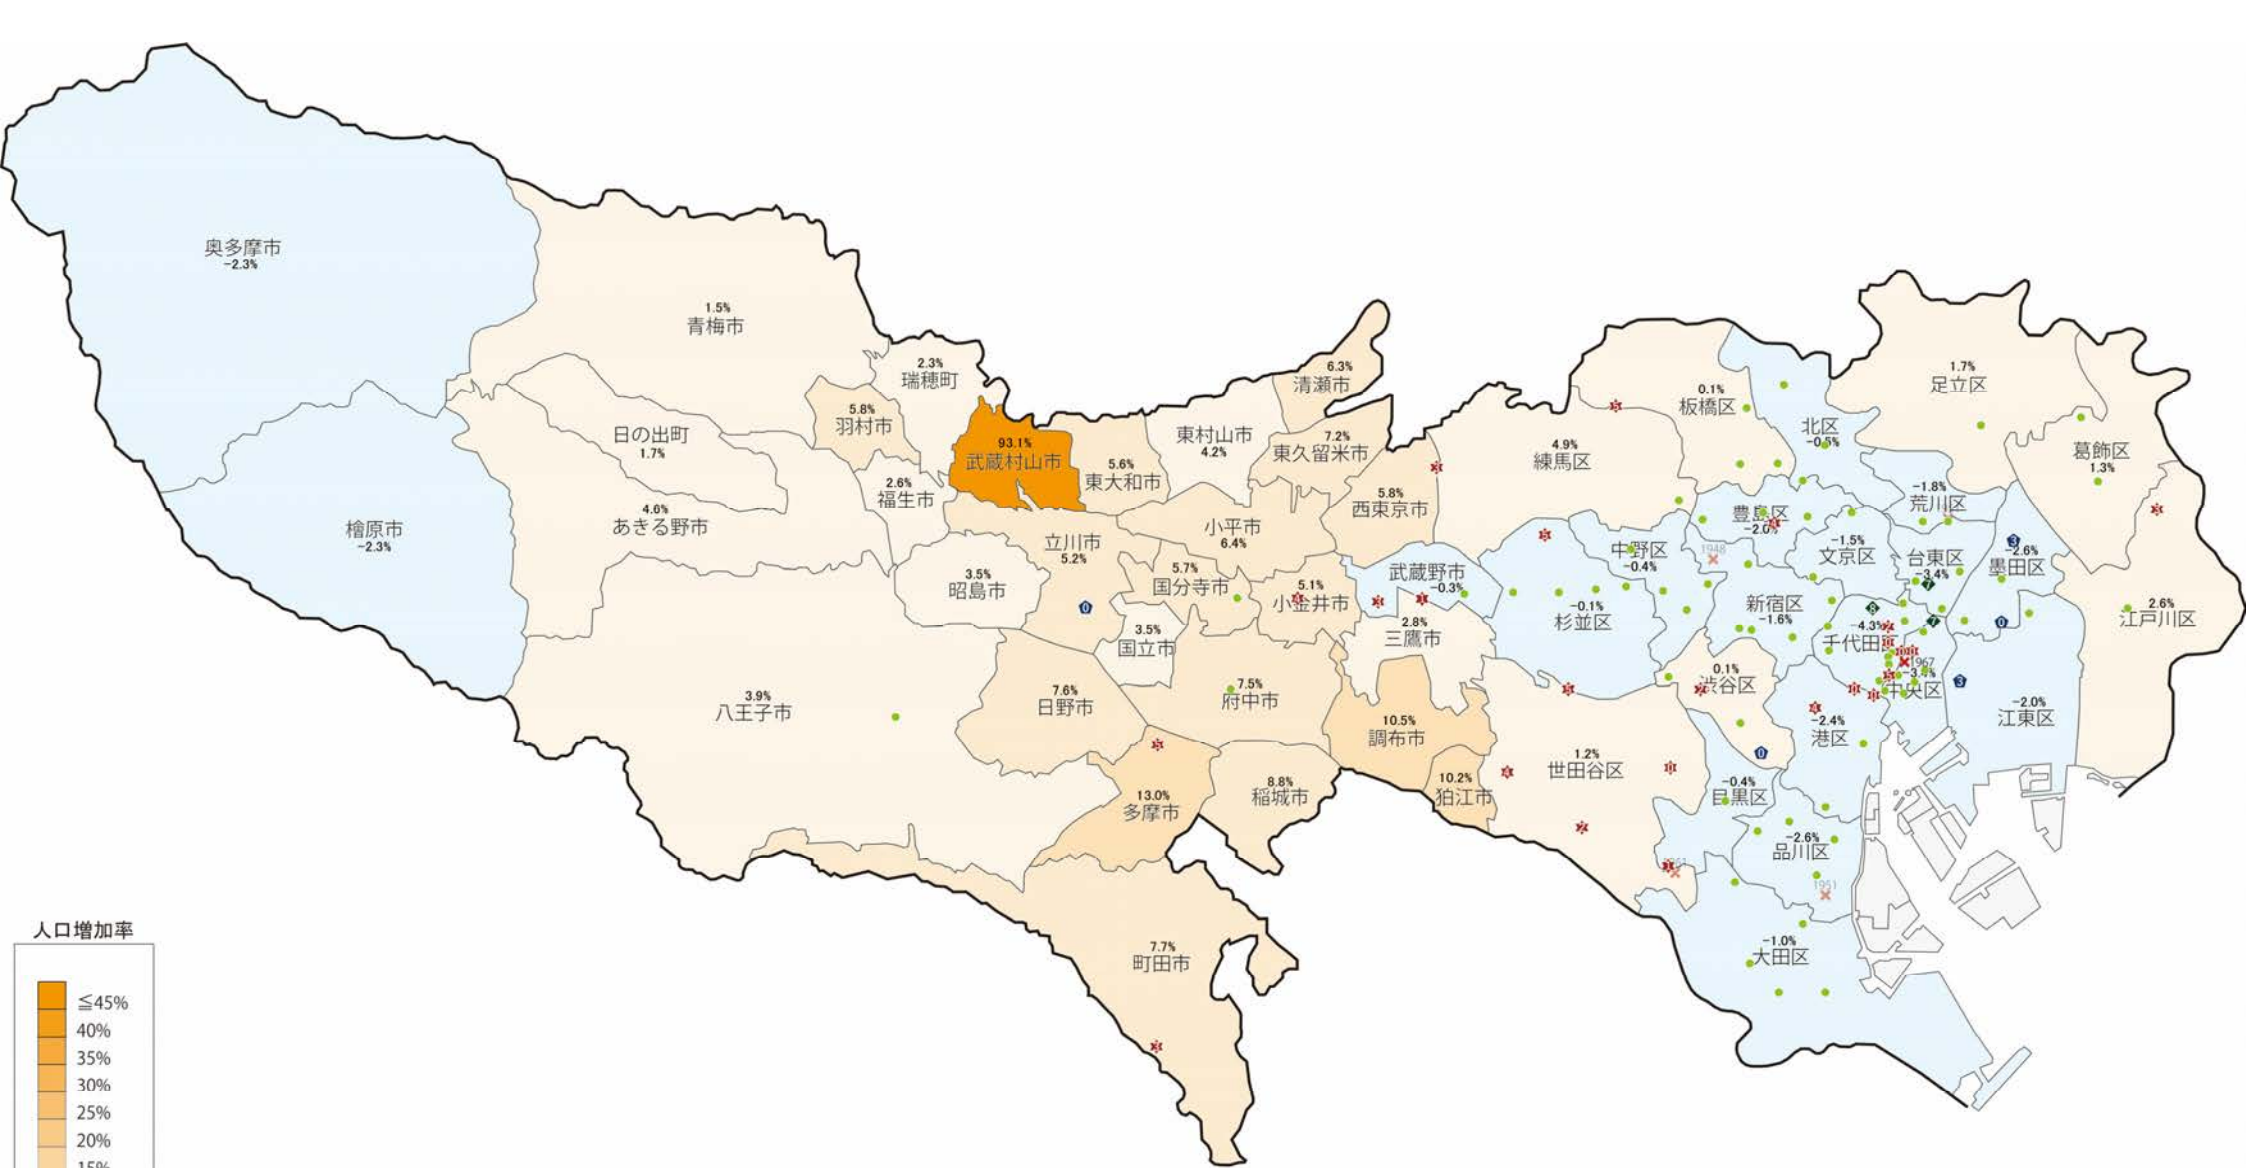 奥多摩市
-2.3%
1.5%
青梅市
2.3%
瑞穂町
5.8%
羽村市
日の出町
1.7%
93.1%
武蔵村山市
5.6%
東大和市
東村山市
4.2%
6.3%
清瀬市
7.2%
東久留米市
檜原市
-2.3%
あきる野市
2.6%
福生市
5.8%
西東京市
4.9%
練馬区
0.1%
板橋区
北区
-0.5%
1.7%
足立区
葛飾区
1.3%
-1.8%
荒川区
小平市
6.4%
立川市
5.2%
0
3.5%
昭島市
5.7%
国分寺市
5.1%
小金井市
武蔵野市
-0.3%
2.8%
三鷹市
-0.1%
杉並区
中野区
-0.4%
1948
豊島区
-2.0%
-1.5%
文京区
台東区
-3.4%
7
3
-2.6%
墨田区
0
2.6%
江戸川区
新宿区
-1.6%
8
7
-4.3%
千代田区
1967
中央区
3
-2.0%
江東区
3.5%
国立市
3.9%
八王子市
7.6%
日野市
7.5%
府中市
10.5%
調布市
10.2%
狛江市
13.0%
多摩市
8.8%
稲城市
1.2%
世田谷区
0.1%
渋谷区
0
-2.4%
港区
-0.4%
目黒区
-2.6%
品川区
1951
-1.0%
大田区
7.7%
町田市
人口増加率
≦45%
40%
35%
30%
25%
20%
15%